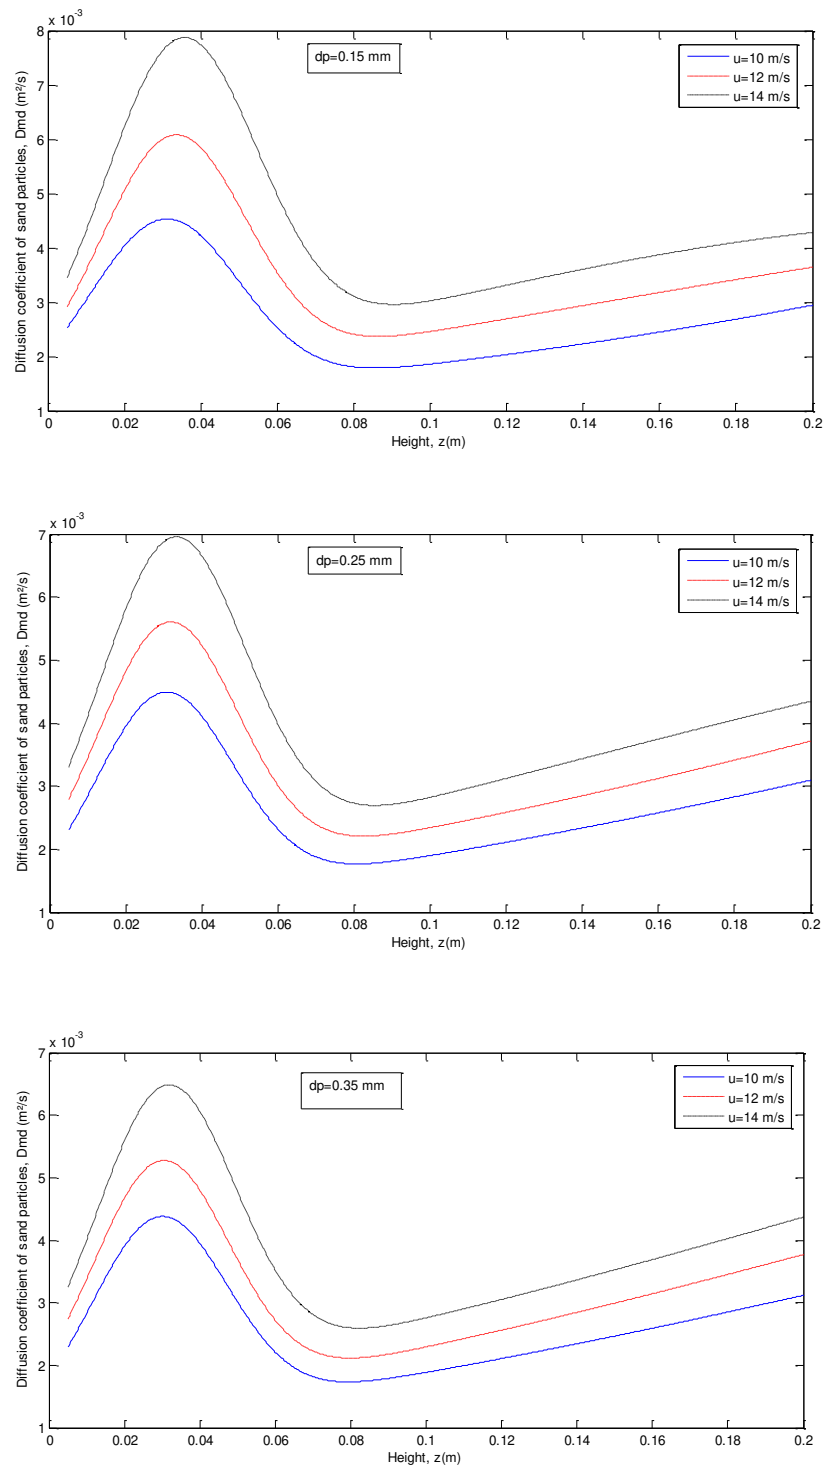 x 10-3
8
dp=0.15 mm
u=10 m/s
u=12 m/s
u=14 m/s
7
6
5
4
3
2
1
Diffusion coefficient of sand particles, Dmd (m²/s)
0 0.02 0.04 0.06 0.08 0.1 0.12 0.14 0.16 0.18 0.2
Height, z(m)
x 10-3
7
dp=0.25 mm
u=10 m/s
u=12 m/s
u=14 m/s
6
5
4
3
2
1
Diffusion coefficient of sand particles, Dmd (m²/s)
0 0.02 0.04 0.06 0.08 0.1 0.12 0.14 0.16 0.18 0.2
Height, z(m)
x 10-3
7
dp=0.35 mm
u=10 m/s
u=12 m/s
u=14 m/s
6
5
4
3
2
1
Diffusion coefficient of sand particles, Dmd (m²/s)
0 0.02 0.04 0.06 0.08 0.1 0.12 0.14 0.16 0.18 0.2
Height, z(m)